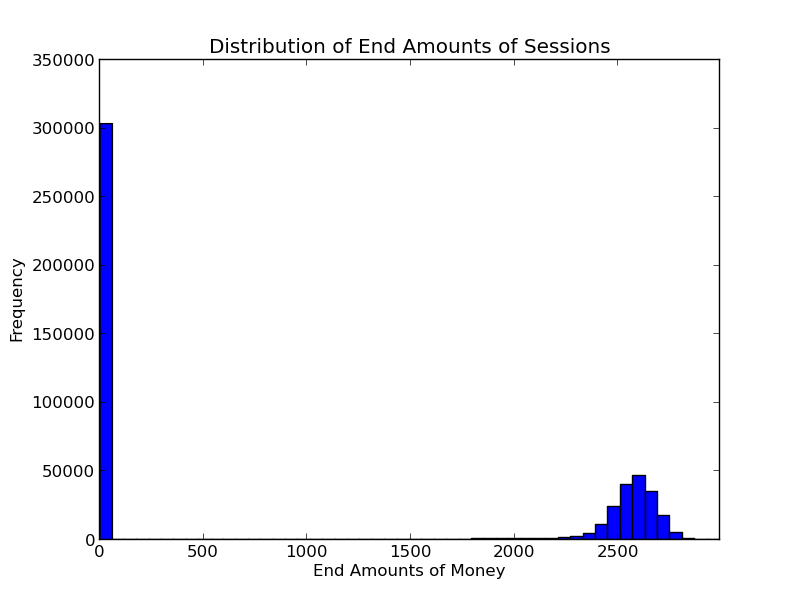 Distribution of End Amounts of Sessions
350000
300000
250000
200000
150000
100000
50000
0
Frequency
0 500 1000 1500 2000 2500
End Amounts of Money